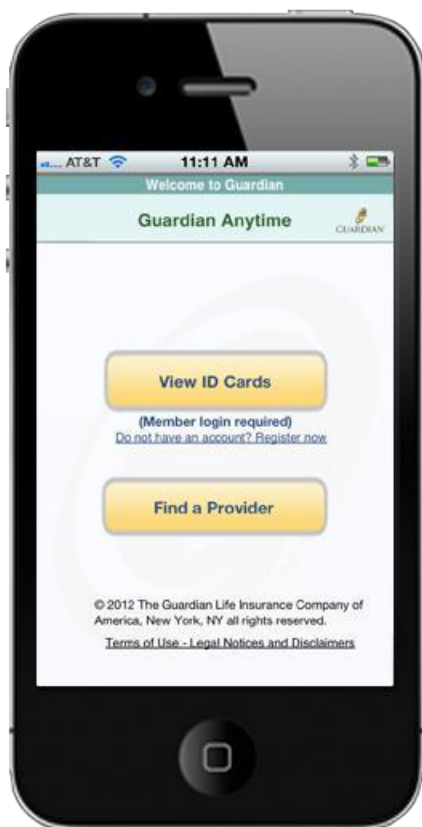 AT&T 11:11 AM
Welcome to Guardian
Guardian Anytime
GUARDIAN
View ID Cards
(Member login required)
Do not have an account? Register now
Find a Provider
© 2012 The Guardian Life Insurance Company of
America, New York, NY all rights reserved.
Terms of Use - Legal Notices and Disclaimers